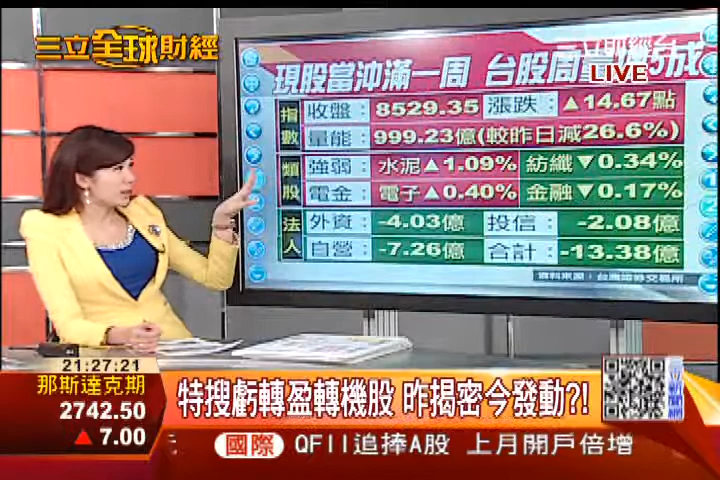 三立全球財經
LIVE
現股當沖滿一周 台股周量
指數
收盤：8529.35 漲跌：▲14.67點
量能：999.23億(較昨日減26.6%)
類股
強弱：水泥▲1.09% 紡纖▼0.34%
電金：電子▲0.40% 金融▼0.17%
法人
外資：-4.03億 投信：-2.08億
自營：-7.26億 合計：-13.38億
資料來源：台灣證券交易所
21:27:21
那斯達克期
2742.50
▲7.00
特搜虧轉盈轉機股 昨揭密今發動?!
國際 QFII追捧A股 上月開戶倍增